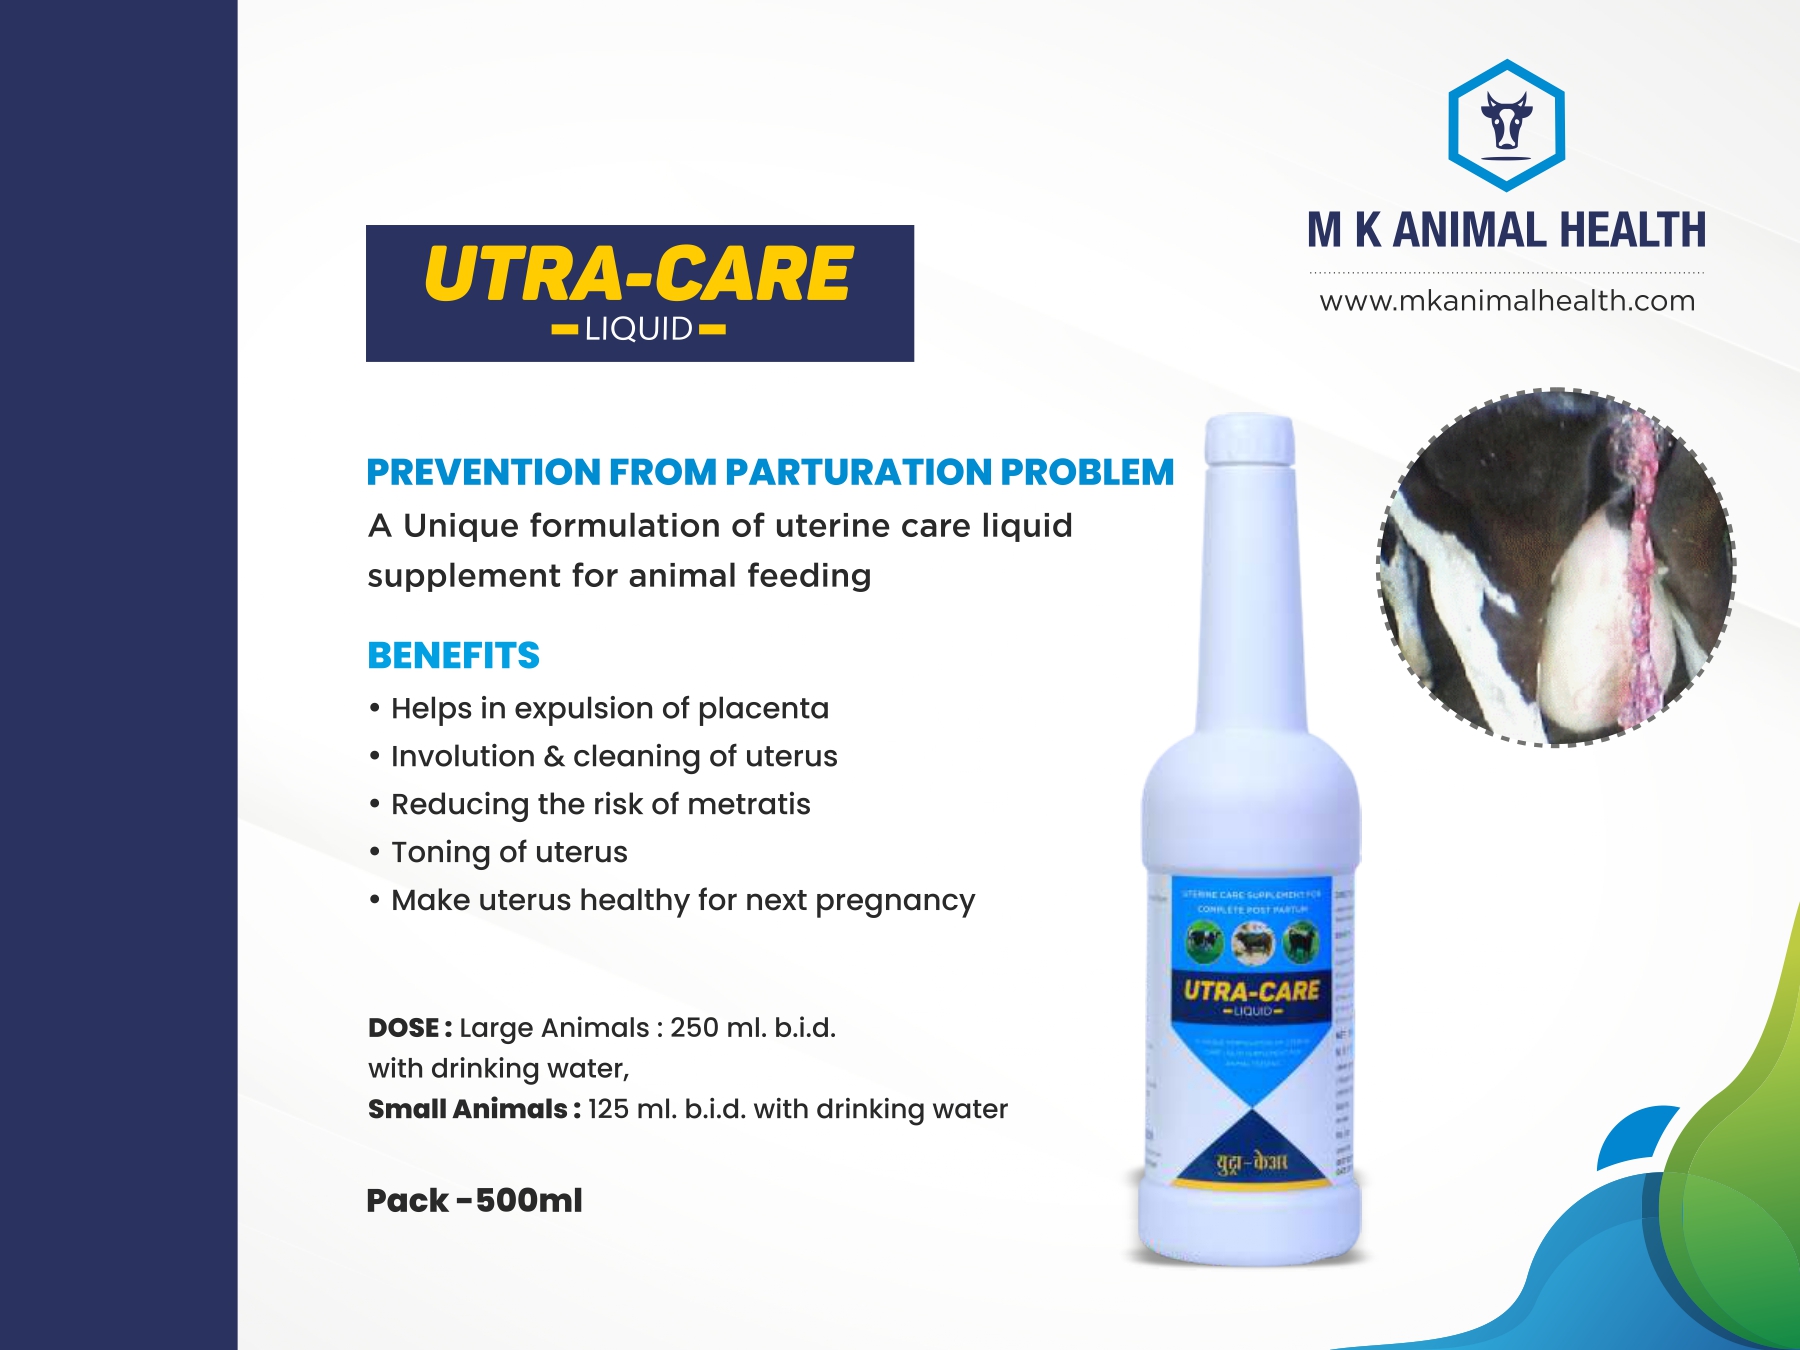 M K ANIMAL HEALTH
www.mkanimalhealth.com
UTRA-CARE
LIQUID
PREVENTION FROM PARTURATION PROBLEM
A Unique formulation of uterine care liquid
supplement for animal feeding
BENEFITS
• Helps in expulsion of placenta
• Involution & cleaning of uterus
• Reducing the risk of metratis
• Toning of uterus
• Make uterus healthy for next pregnancy
DOSE : Large Animals : 250 ml. b.i.d.
with drinking water,
Small Animals : 125 ml. b.i.d. with drinking water
Pack -500ml
UTERINE CARE SUPPLEMENT FOR
COMPLETE POST PARTUM
UTRA-CARE
LIQUID
युट्रा-केअर